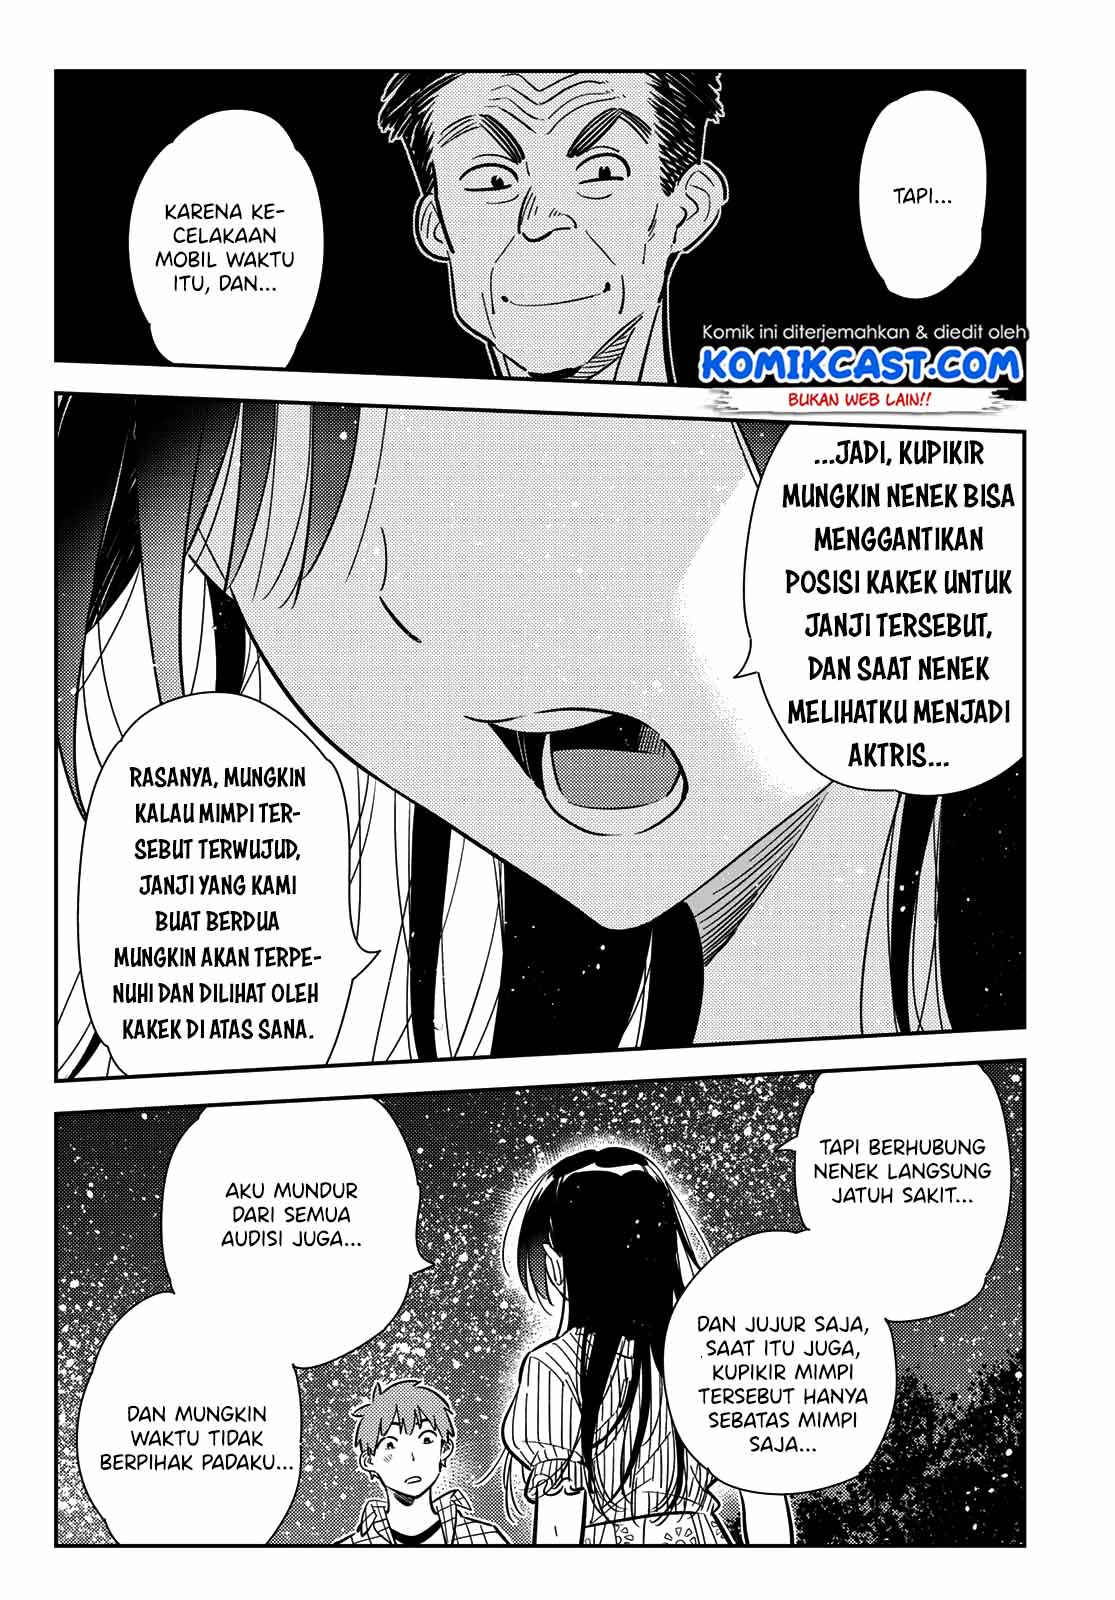 TAPI...
KARENA KE-
CELAKAAN
MOBIL WAKTU
ITU, DAN...
Komik ini diterjemahkan & diedit oleh
KOMIKCAST.COM
BUKAN WEB LAIN!!
...JADI, KUPIKIR
MUNGKIN NENEK BISA
MENGGANTIKAN
POSISI KAKEK UNTUK
JANJI TERSEBUT,
DAN SAAT NENEK
MELIHATKU MENJADI
AKTRIS...
RASANYA, MUNGKIN
KALAU MIMPI TER-
SEBUT TERWUJUD,
JANJI YANG KAMI
BUAT BERDUA
MUNGKIN AKAN TERPE-
NUHI DAN DILIHAT OLEH
KAKEK DI ATAS SANA.
TAPI BERHUBUNG
NENEK LANGSUNG
JATUH SAKIT...
DAN JUJUR SAJA,
SAAT ITU JUGA,
KUPIKIR MIMPI
TERSEBUT HANYA
SEBATAS MIMPI
SAJA...
AKU MUNDUR
DARI SEMUA
AUDISI JUGA...
DAN MUNGKIN
WAKTU TIDAK
BERPIHAK PADAKU...